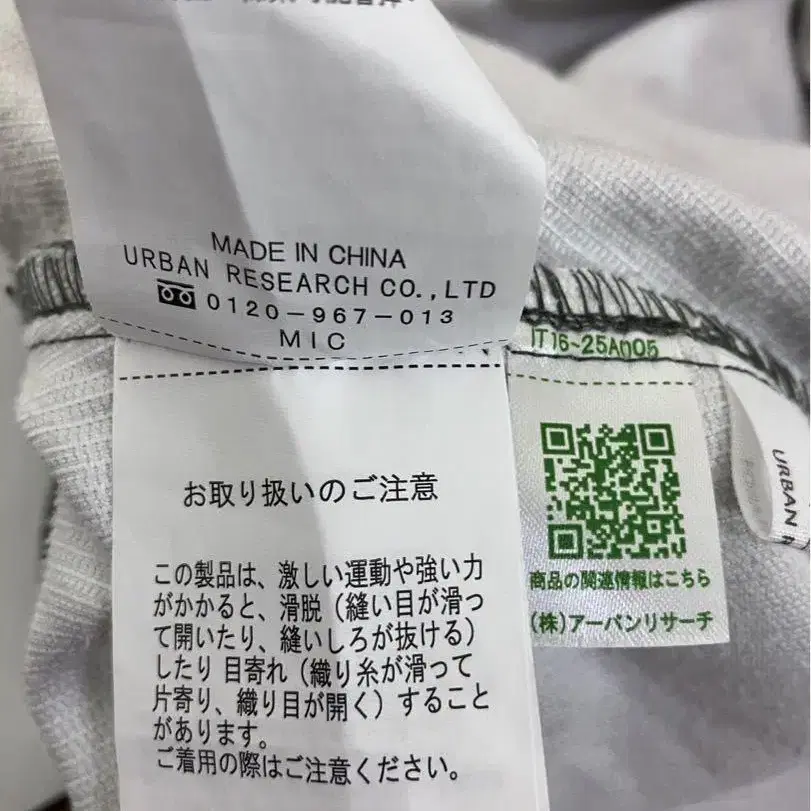 MADE IN CHINA
URBAN RESEARCH CO.,LTD
0120-967-013
MIC
お取り扱いのご注意
この製品は、激しい運動や強い力
がかかると、滑脱（縫い目が滑っ
て開いたり、縫いしろが抜ける）
したり 目寄れ（織り糸が滑って
片寄り、織り目が開く）すること
があります。
ご着用の際はご注意ください。
IT16-25A005
商品の関連情報はこちら
(株)アーバンリサーチ
URBAN